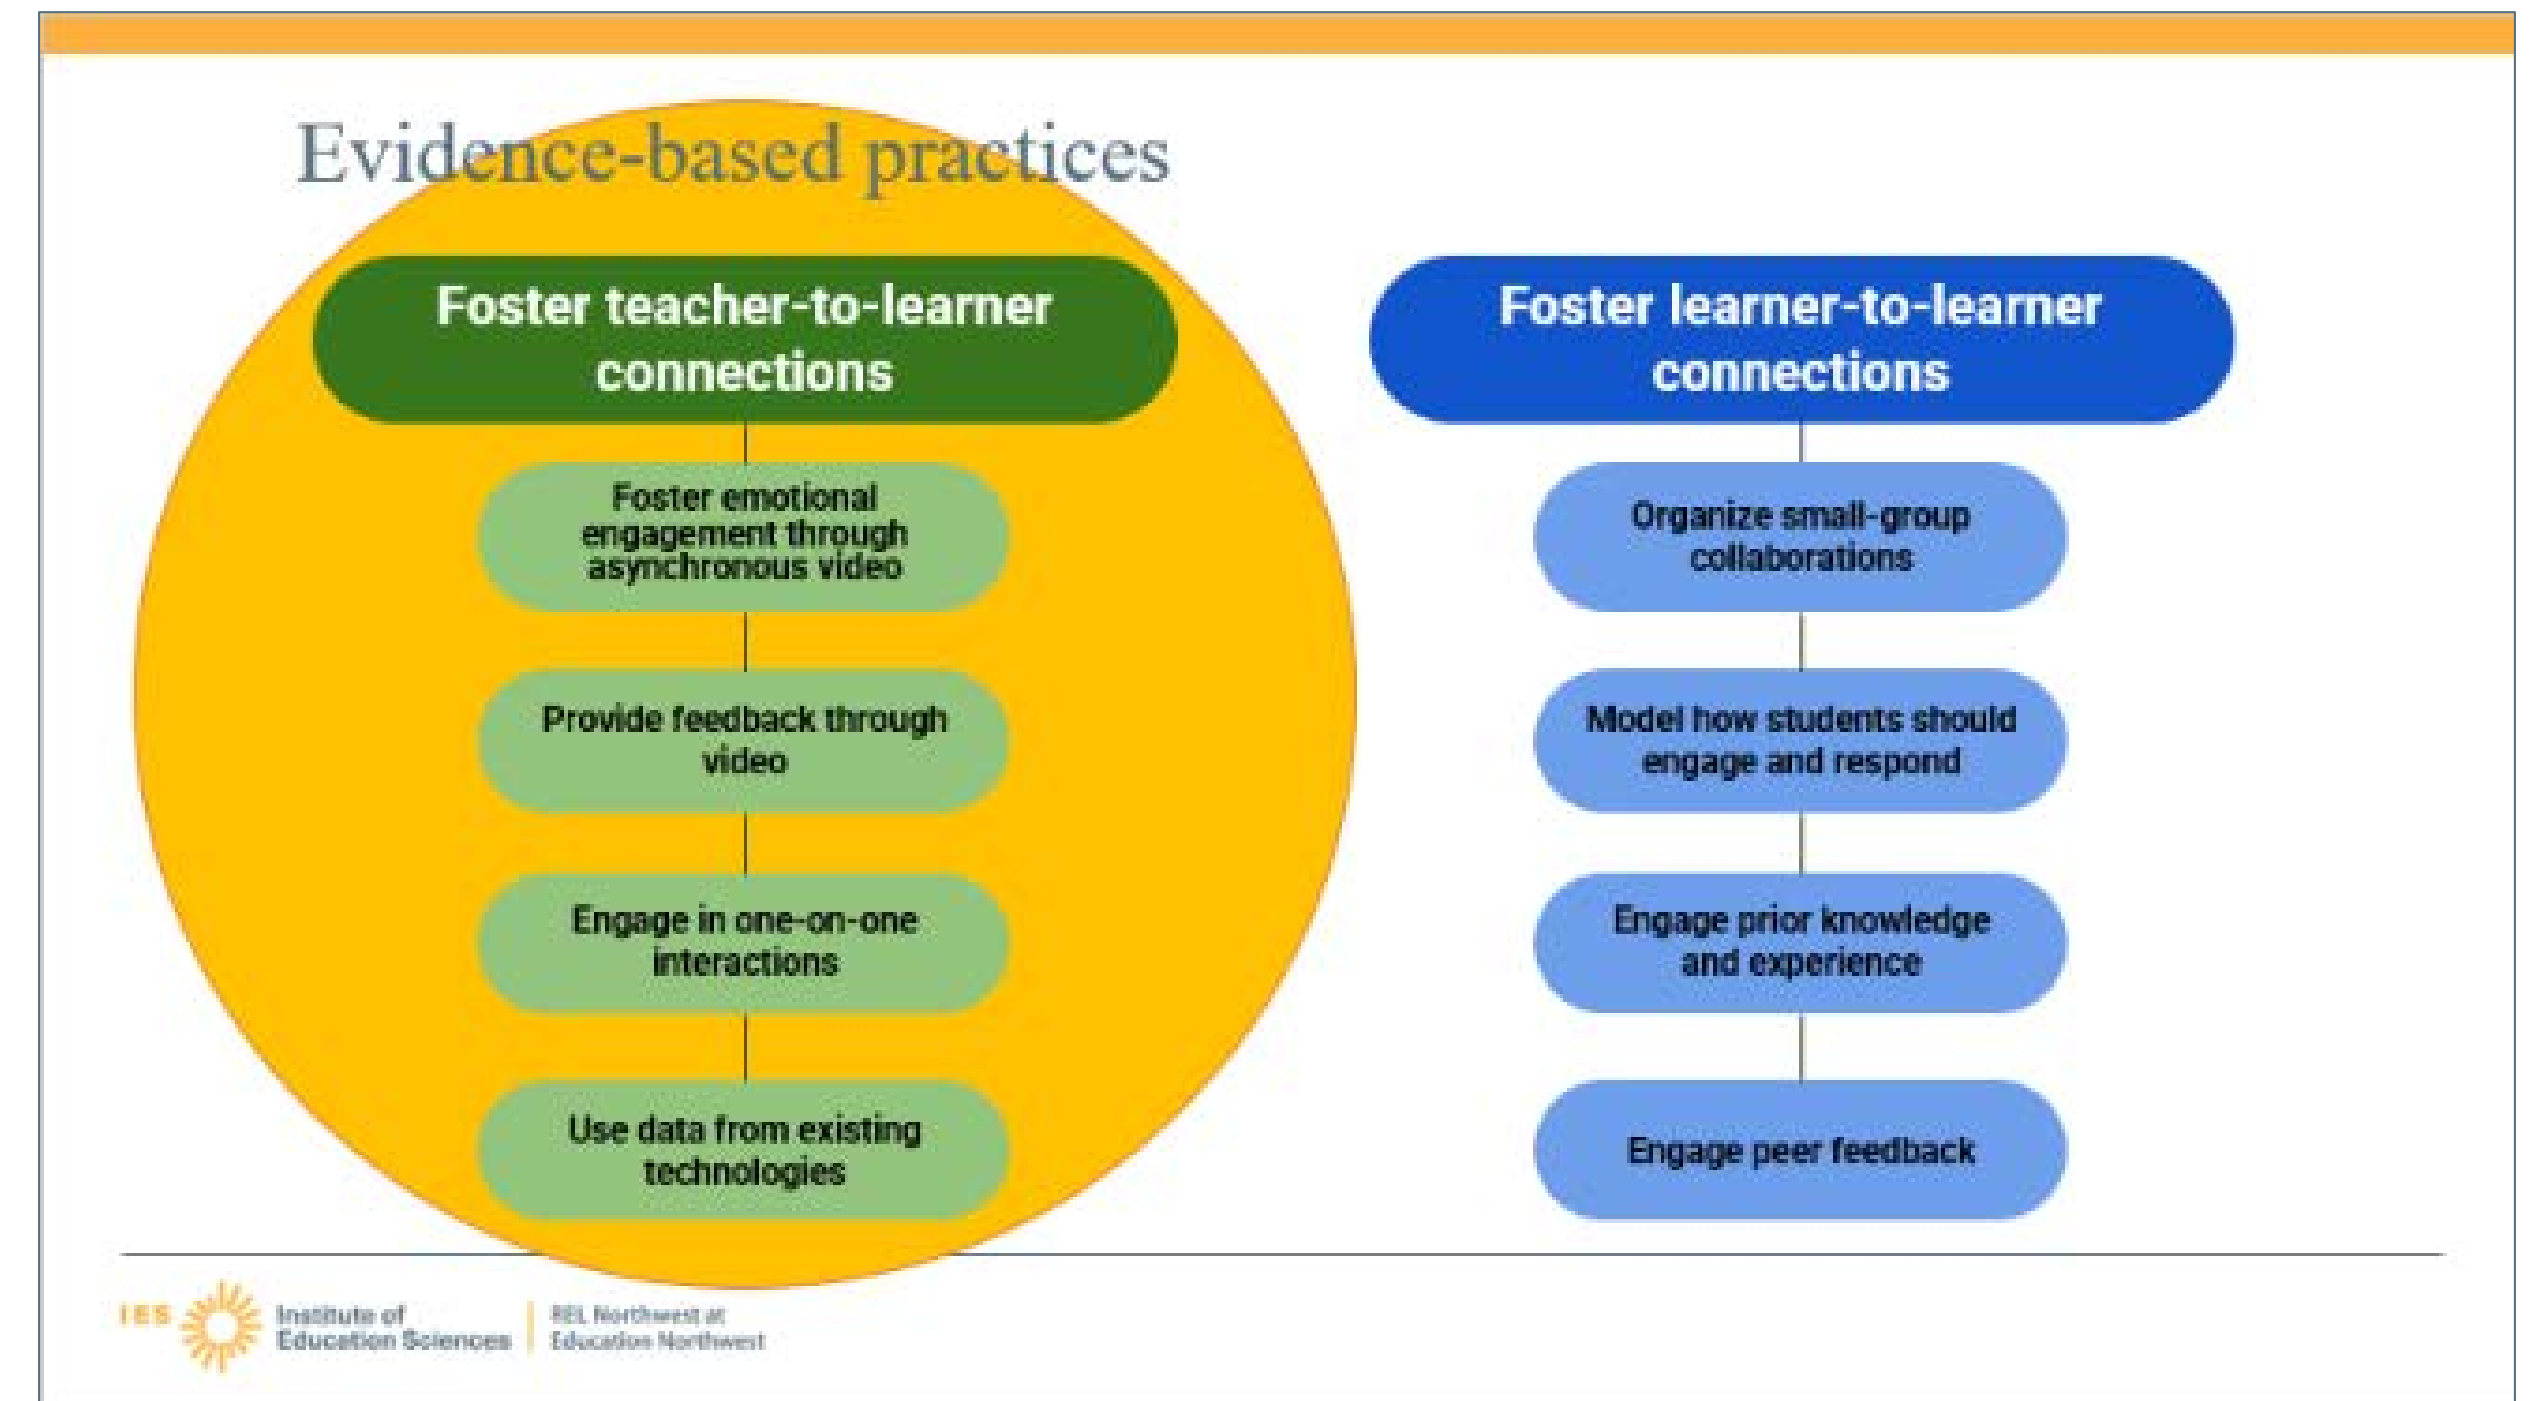 Evidence-based practices
Foster teacher-to-learner
connections
Foster emotional
engagement through
asynchronous video
Provide feedback through
video
Engage in one-on-one
interactions
Use data from existing
technologies
Foster learner-to-learner
connections
Organize small-group
collaborations
Model how students should
engage and respond
Engage prior knowledge
and experience
Engage peer feedback
IES
Institute of
Education Sciences
REL Northwest at
Education Northwest